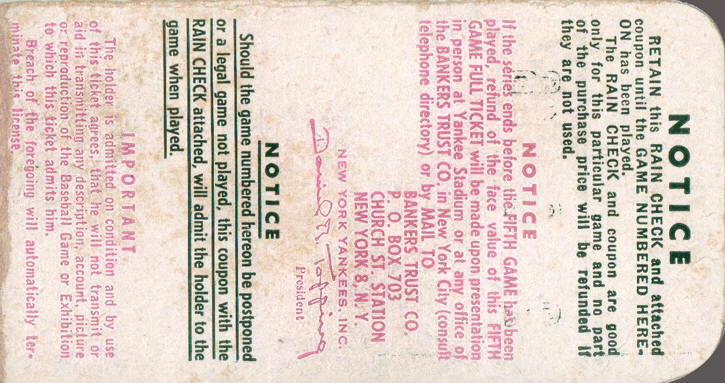 NOTICE
RETAIN this RAIN CHECK and attached
coupon until the GAME NUMBERED HERE-
ON has been played.
The RAIN CHECK and coupon are good
only for this particular game and no part
of the purchase price will be refunded if
they are not used.
NOTICE
If the series ends before the FIFTH GAME has been
played, refund of the face value of this FIFTH
GAME FULL TICKET will be made upon presentation
in person at Yankee Stadium or at any office of
the BANKERS TRUST CO. in New York City (consult
telephone directory) or by MAIL TO
BANKERS TRUST CO.
P. O. BOX 703
CHURCH ST. STATION
NEW YORK 8, N. Y.
NEW YORK YANKEES, INC.
Daniel R. Topping
President
NOTICE
Should the game numbered hereon be postponed
or a legal game not played, this coupon with the
RAIN CHECK attached, will admit the holder to the
game when played.
IMPORTANT
The holder is admitted on condition and by use
of this ticket agrees, that he will not transmit or
aid in transmitting any description, account, picture
or reproduction of the Baseball Game or Exhibition
to which this ticket admits him.
Breach of the foregoing will automatically ter-
minate this license.